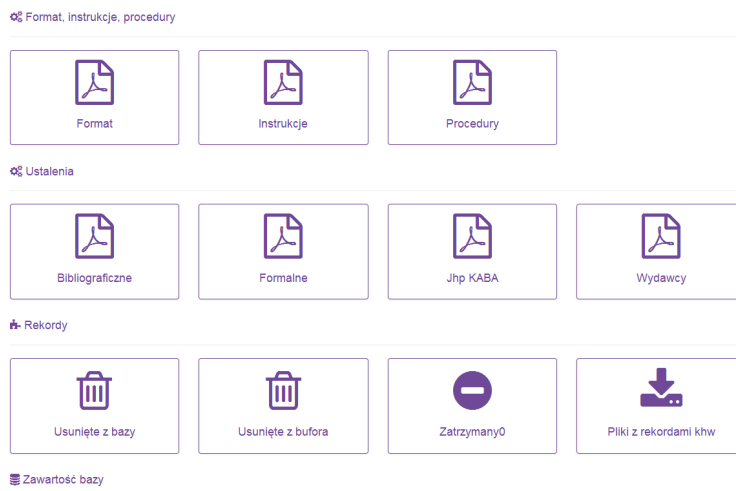 Format, instrukcje, procedury
Format
Instrukcje
Procedury
Ustalenia
Bibliograficzne
Formalne
Jhp KABA
Wydawcy
Rekordy
Usunięte z bazy
Usunięte z bufora
Zatrzymany0
Pliki z rekordami khw
Zawartość bazy